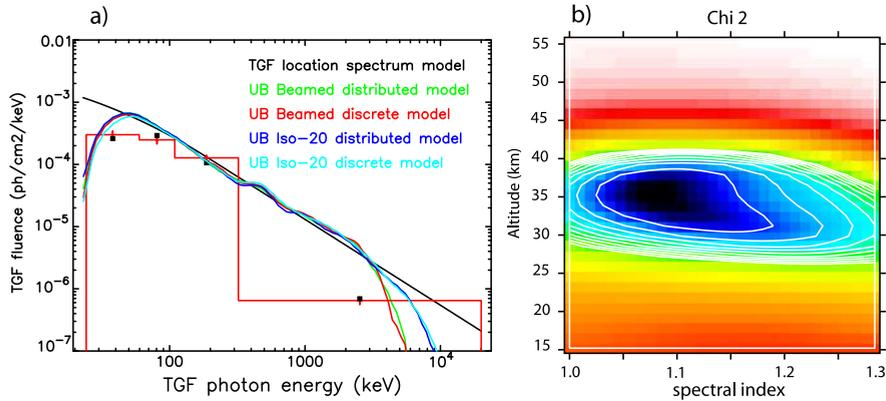 a)
0.01
10−3
10−4
10−5
10−6
10−7
100
1000
10 4
TGF fluence (ph/cm2/keV)
TGF photon energy (keV)
TGF location spectrum model
UB Beamed distributed model
UB Beamed discrete model
UB Iso−20 distributed model
UB Iso−20 discrete model
b)
Chi 2
55
50
45
40
35
30
25
20
15
Altitude (km)
1.0
1.1
1.2
1.3
spectral index